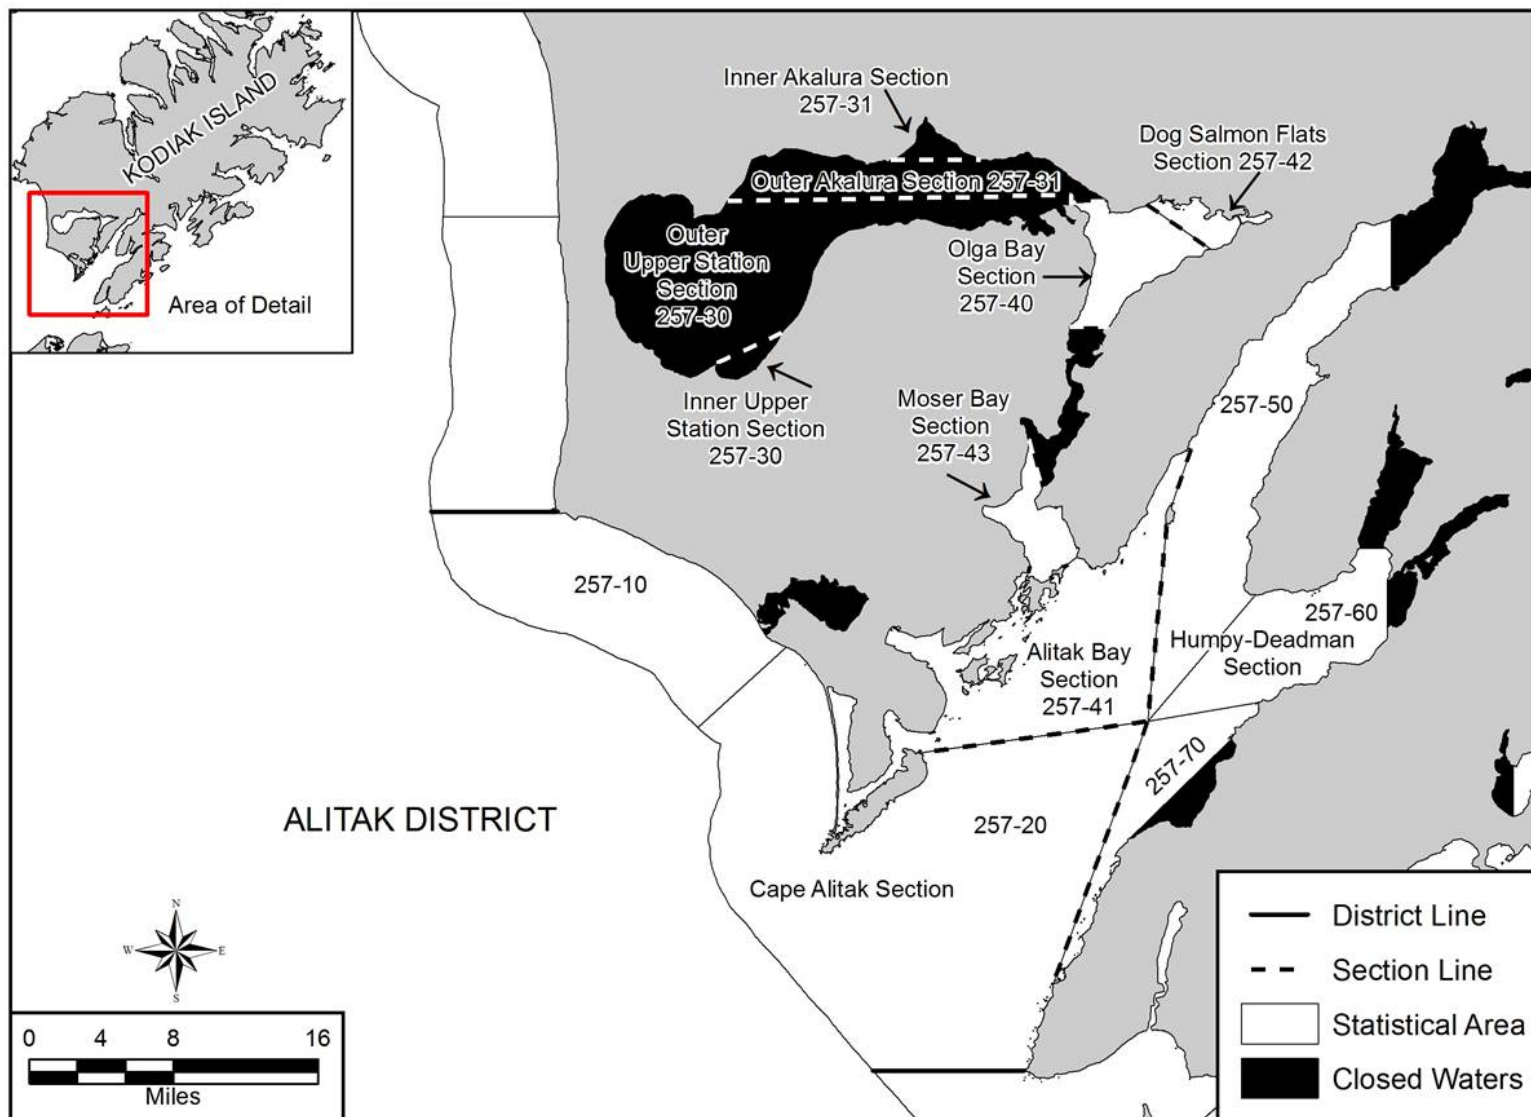 KODIAK ISLAND
Area of Detail
Inner Akalura Section
257-31
Dog Salmon Flats
Section 257-42
Outer Akalura Section 257-31
Outer
Upper Station
Section
257-30
Olga Bay
Section
257-40
Inner Upper
Station Section
257-30
Moser Bay
Section
257-43
257-50
257-10
257-60
Humpy-Deadman
Section
Alitak Bay
Section
257-41
257-70
257-20
ALITAK DISTRICT
Cape Alitak Section
N
W
E
S
0 4 8 16
Miles
District Line
Section Line
Statistical Area
Closed Waters